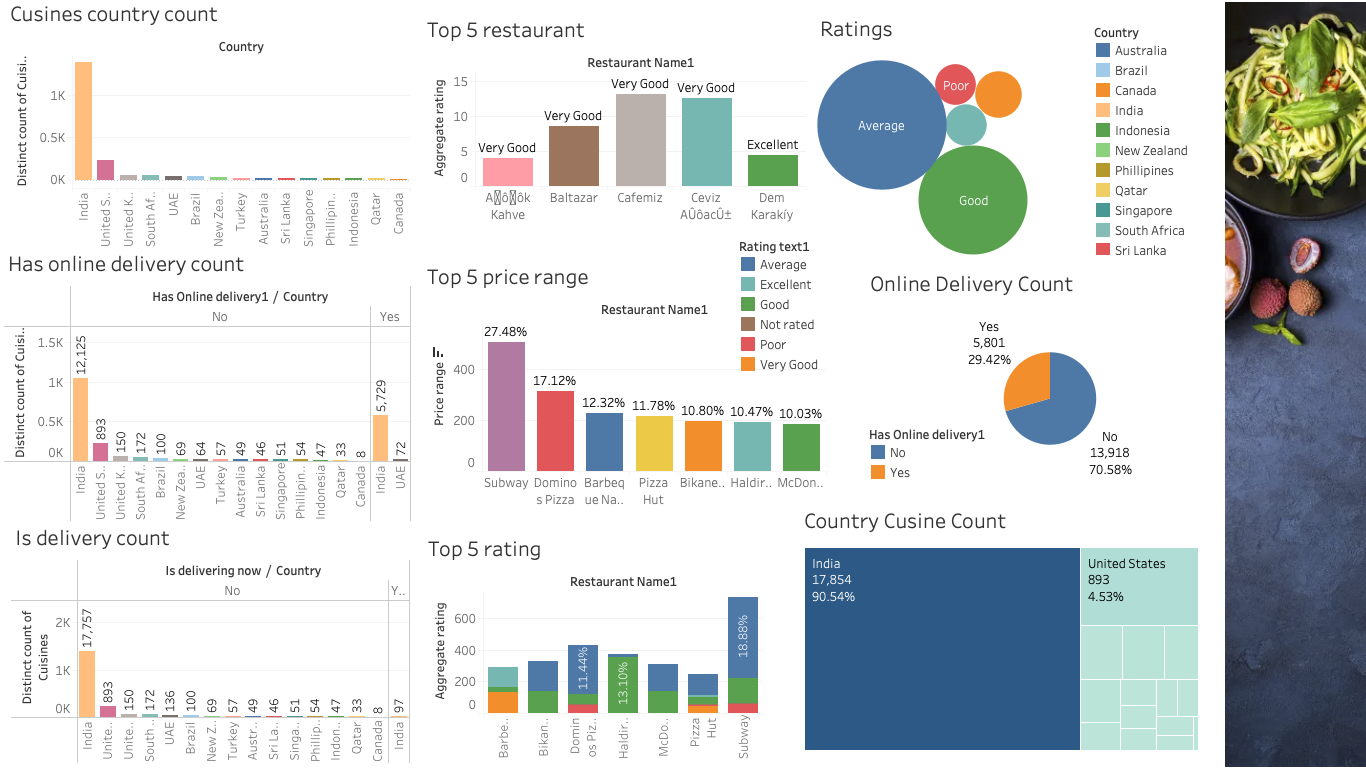 Cusines country count
Country
Distinct count of Cuisi..
1K
0.5K
0K
India
United S..
United K..
South Af..
UAE
Brazil
New Zea..
Turkey
Australia
Sri Lanka
Singapore
Phillipin..
Indonesia
Qatar
Canada
Top 5 restaurant
Restaurant Name1
Aggregate rating
15
10
5
0
Very Good
Very Good
Very Good
Very Good
Excellent
Kahve
Baltazar
Cafemiz
Ceviz
AÛôacÛ±
Dem
Karakíy
Ratings
Average
Poor
Good
Country
Australia
Brazil
Canada
India
Indonesia
New Zealand
Phillipines
Qatar
Singapore
South Africa
Sri Lanka
Has online delivery count
Has Online delivery1 / Country
No
Yes
Distinct count of Cuisi..
1.5K
1K
0.5K
0K
12,125
893
150
172
100
69
64
57
49
46
51
54
47
33
8
5,729
72
India
United S..
United K..
South Af..
Brazil
New Zea..
UAE
Turkey
Australia
Sri Lanka
Singapore
Phillipin..
Indonesia
Qatar
Canada
India
UAE
Top 5 price range
Restaurant Name1
Price range
400
200
0
27.48%
17.12%
12.32%
11.78%
10.80%
10.47%
10.03%
Subway
Domino
s Pizza
Barbeq
ue Na..
Pizza
Hut
Bikane..
Haldir..
McDon..
Rating text1
Average
Excellent
Good
Not rated
Poor
Very Good
Online Delivery Count
Yes
5,801
29.42%
No
13,918
70.58%
Has Online delivery1
No
Yes
Is delivery count
Is delivering now / Country
No
Y..
Distinct count of
Cuisines
2K
1K
0K
17,757
893
150
172
136
100
69
57
49
46
51
54
47
33
8
97
India
Unite..
Unite..
South ..
UAE
Brazil
New Z..
Turkey
Austr..
Sri La..
Singa..
Phillip..
Indon..
Qatar
Canada
India
Top 5 rating
Restaurant Name1
Aggregate rating
600
400
200
0
11.44%
13.10%
18.88%
Barbe..
Bikan..
Domin
os Piz..
Haldir..
McDo..
Pizza
Hut
Subway
Country Cusine Count
India
17,854
90.54%
United States
893
4.53%